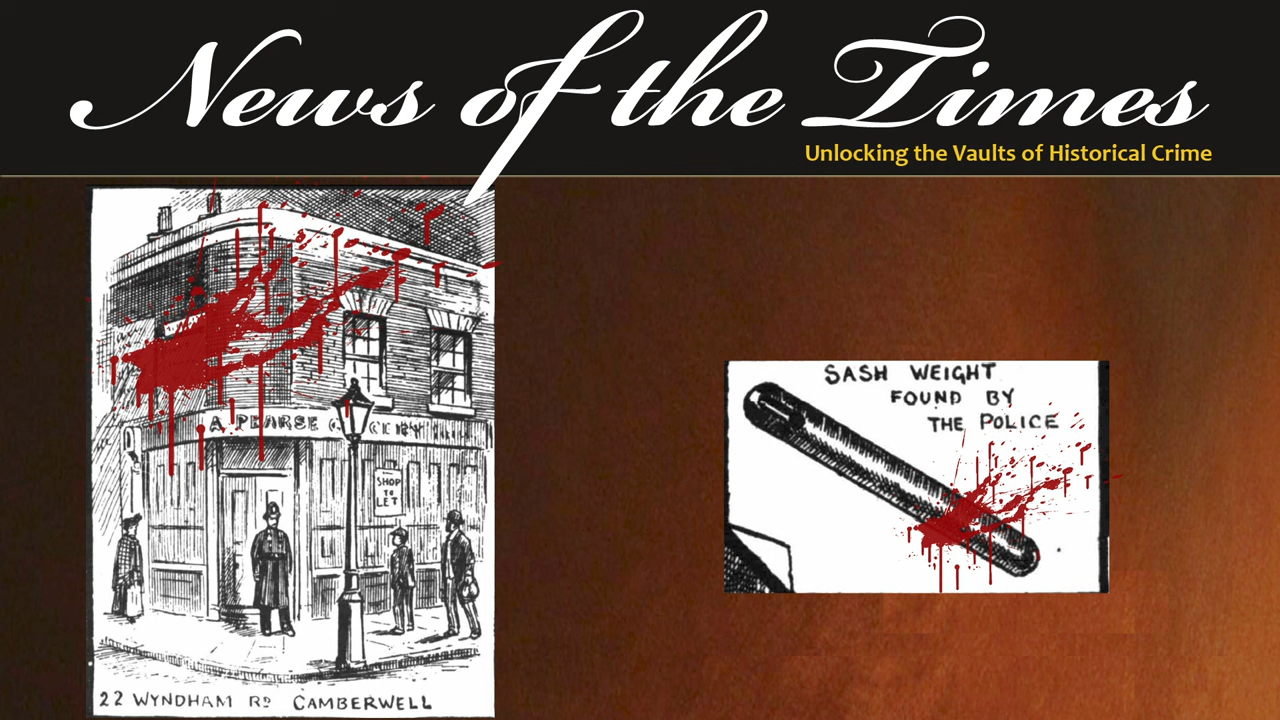 News of the Times
Unlocking the Vaults of Historical Crime
A PEARSE
SHOP
TO
LET
22 WYNDHAM RD CAMBERWELL
SASH WEIGHT
FOUND BY
THE POLICE